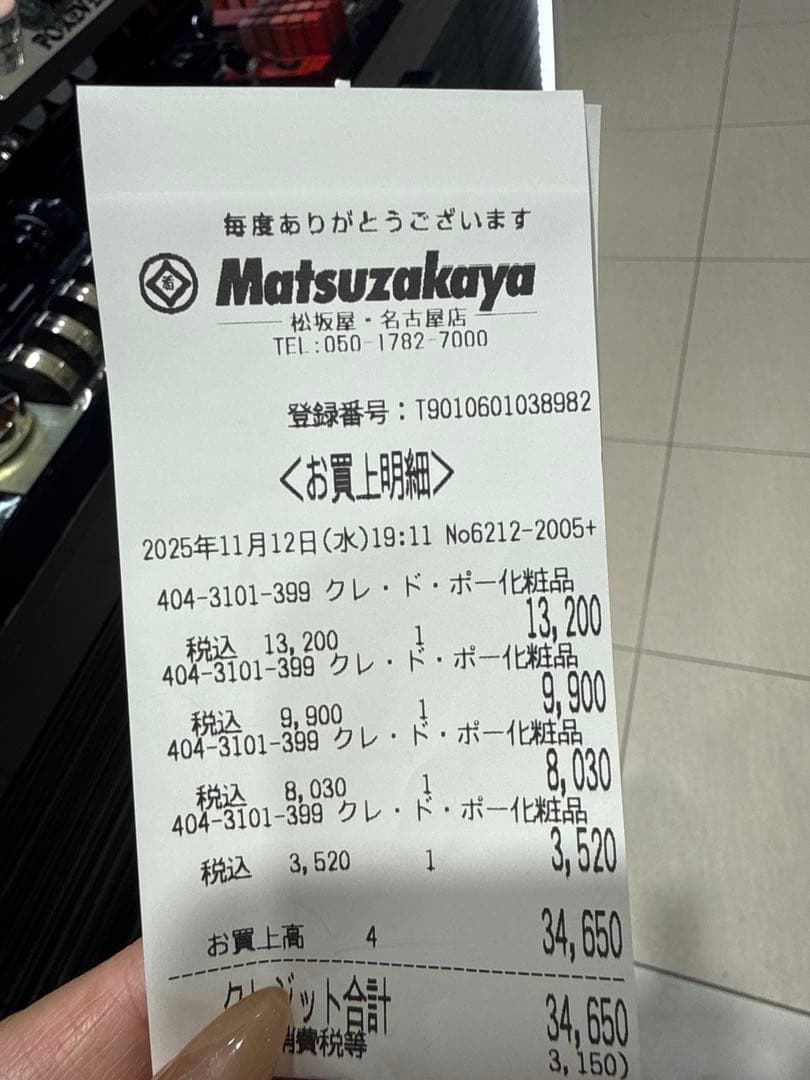 毎度ありがとうございます
Matsuzakaya
松坂屋・名古屋店
TEL:050-1782-7000
登録番号:T9010601038982
<お買上明細>
2025年11月12日(水)19:11 No6212-2005+
404-3101-399 クレ・ド・ポー化粧品
13,200
税込 13,200 1
404-3101-399 クレ・ド・ポー化粧品
9,900
税込 9,900 1
404-3101-399 クレ・ド・ポー化粧品
8,030
税込 8,030 1
404-3101-399 クレ・ド・ポー化粧品
3,520
税込 3,520 1
お買上高 4 34,650
クレジット合計 34,650
消費税等 3,150)